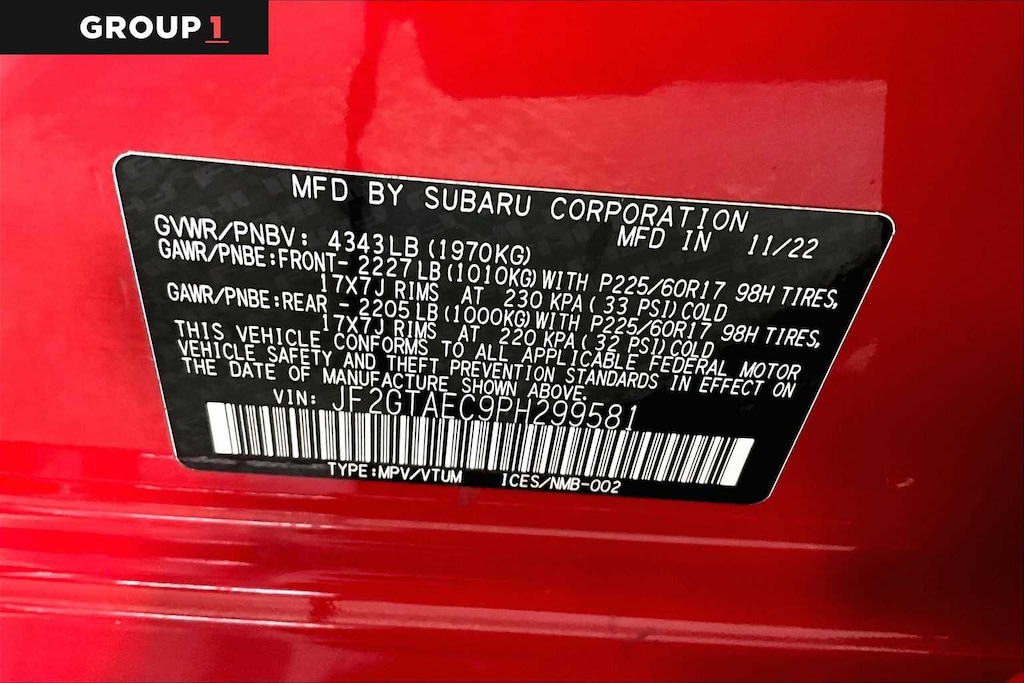 GROUP 1
MFD BY SUBARU CORPORATION
MFD IN 11/22
GVWR/PNBV: 4343LB (1970KG)
GAWR/PNBE:FRONT- 2227LB(1010KG)WITH P225/60R17 98H TIRES,
17X7J RIMS AT 230 KPA( 33 PSI)COLD
GAWR/PNBE:REAR - 2205LB(1000KG)WITH P225/60R17 98H TIRES,
17X7J RIMS AT 220 KPA( 32 PSI)COLD
THIS VEHICLE CONFORMS TO ALL APPLICABLE FEDERAL MOTOR
VEHICLE SAFETY AND THEFT PREVENTION STANDARDS IN EFFECT ON
THE DATE OF MANUFACTURE SHOWN ABOVE.
VIN: JF2GTAEC9PH299581
TYPE:MPV/VTUM ICES/NMB-002